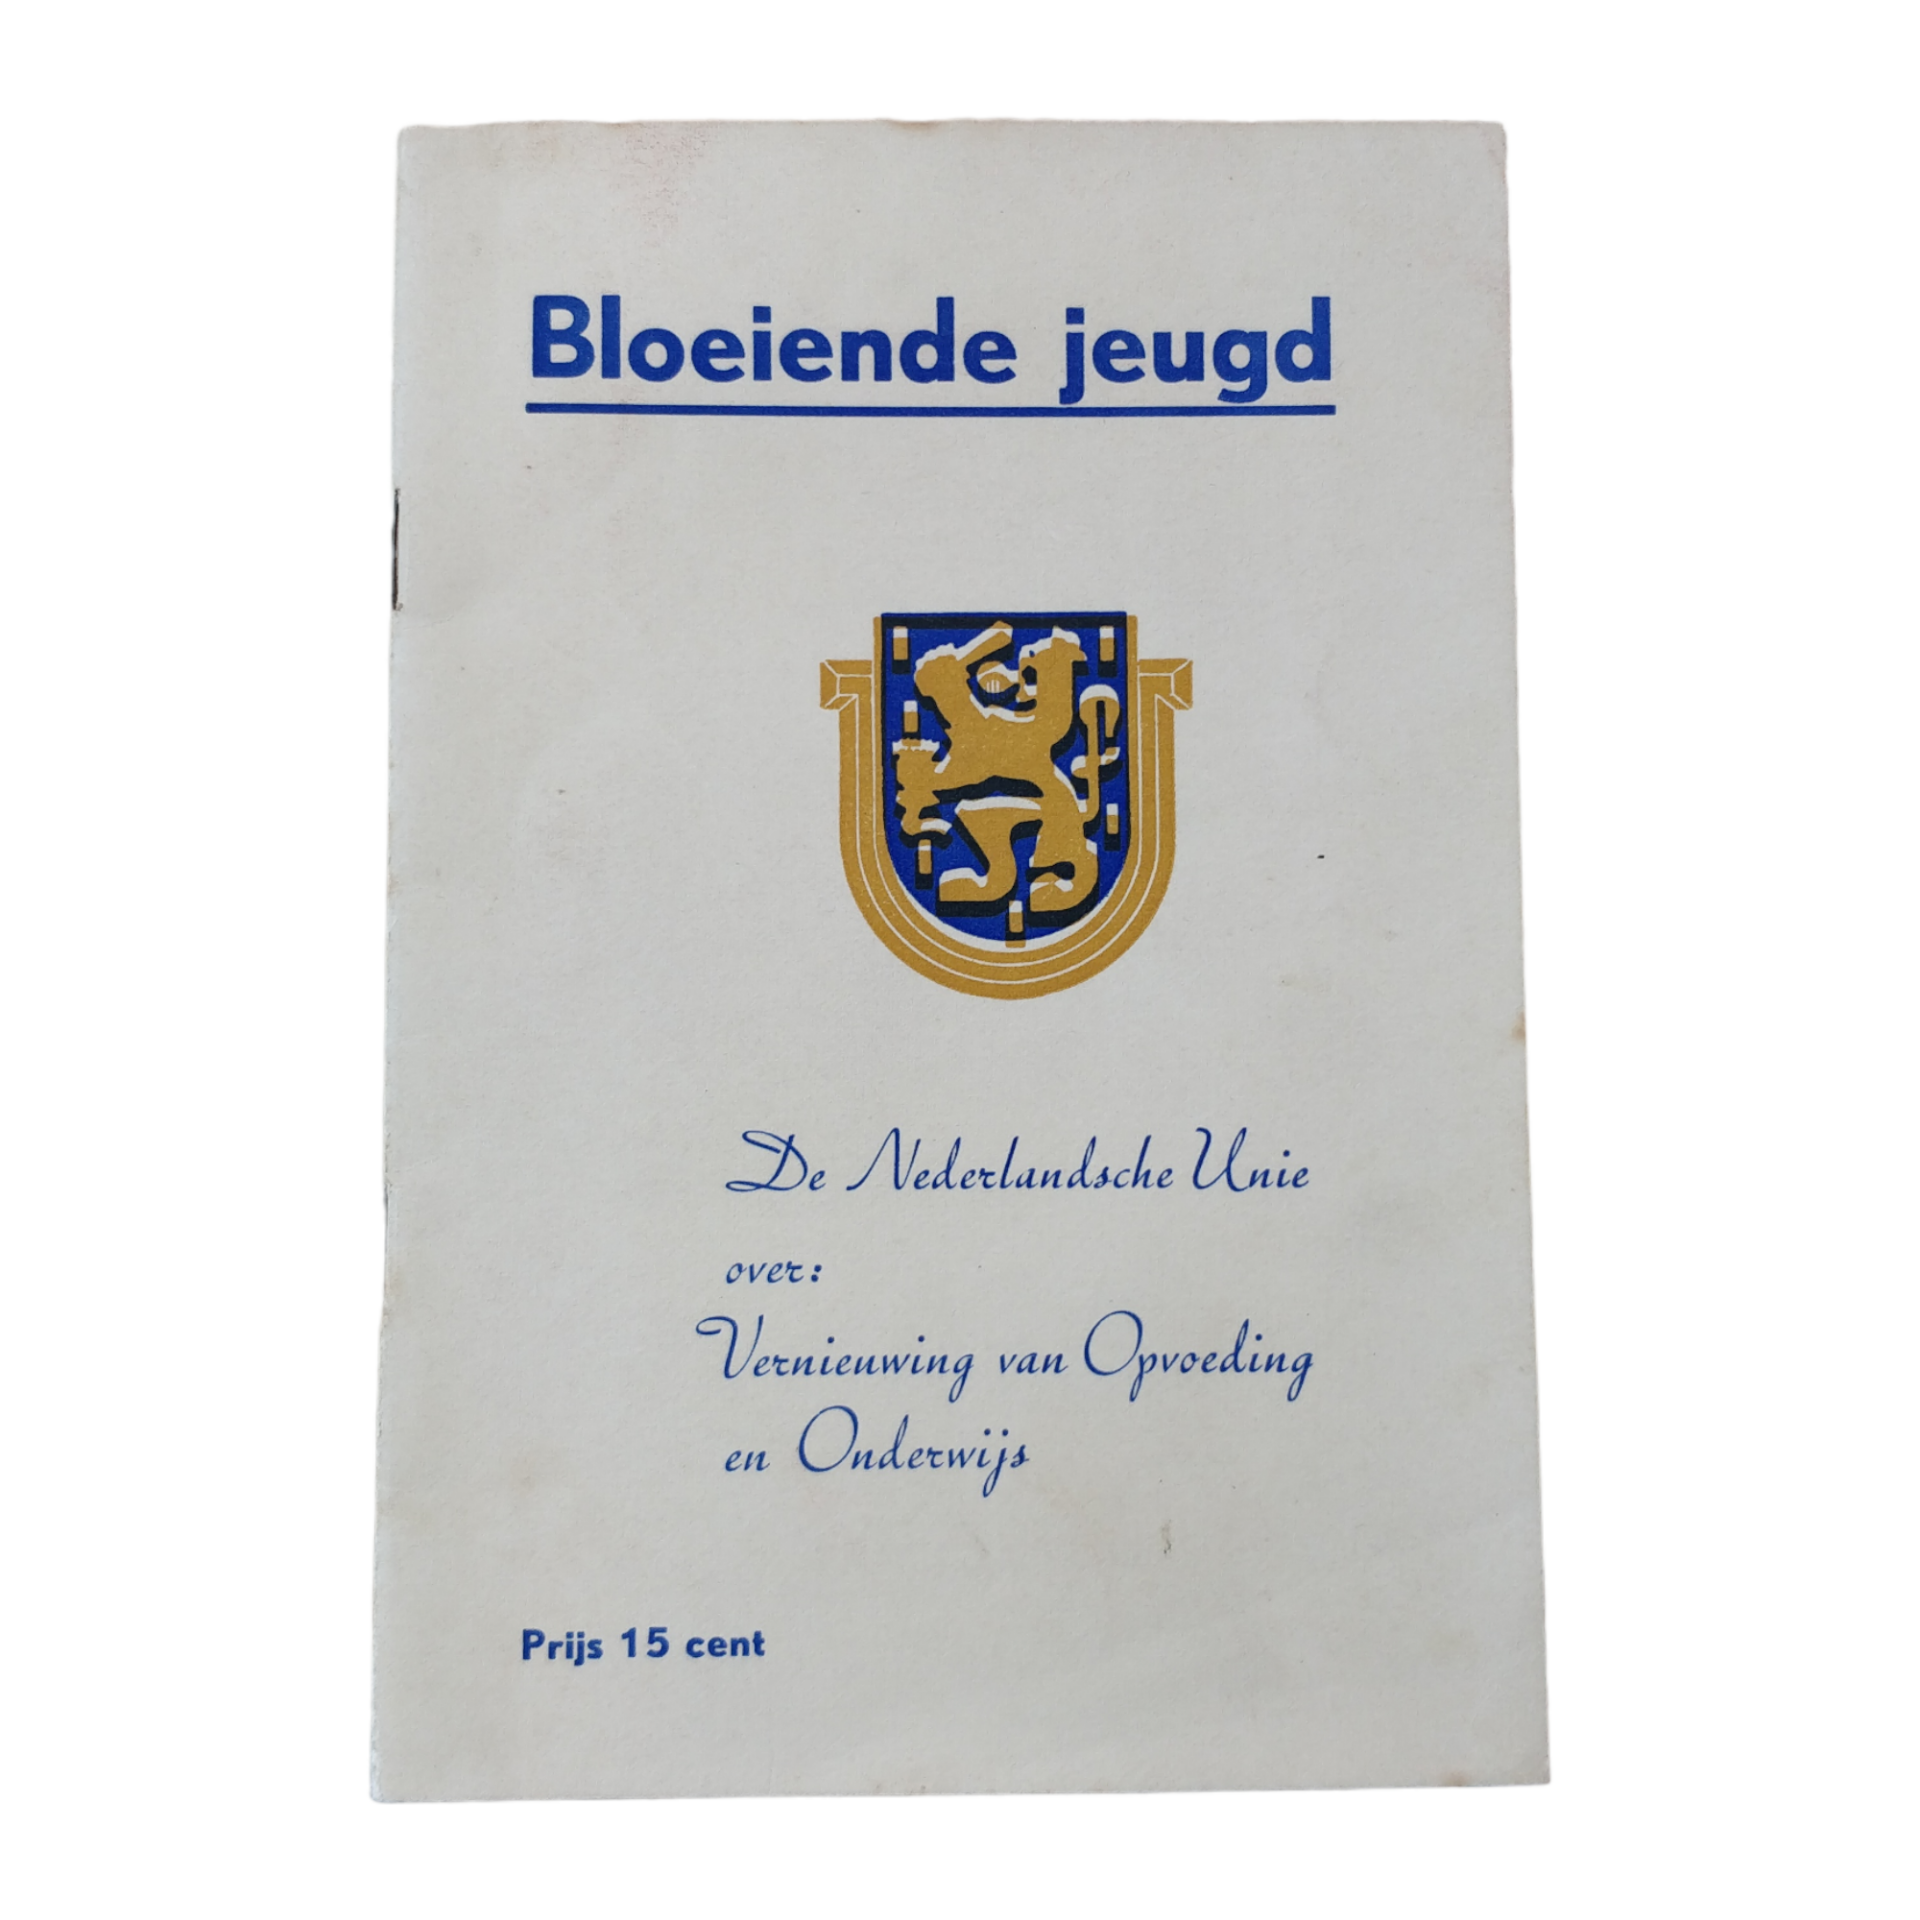 Bloeiende jeugd
De Nederlandsche Unie
over:
Vernieuwing van Opvoeding
en Onderwijs
Prijs 15 cent